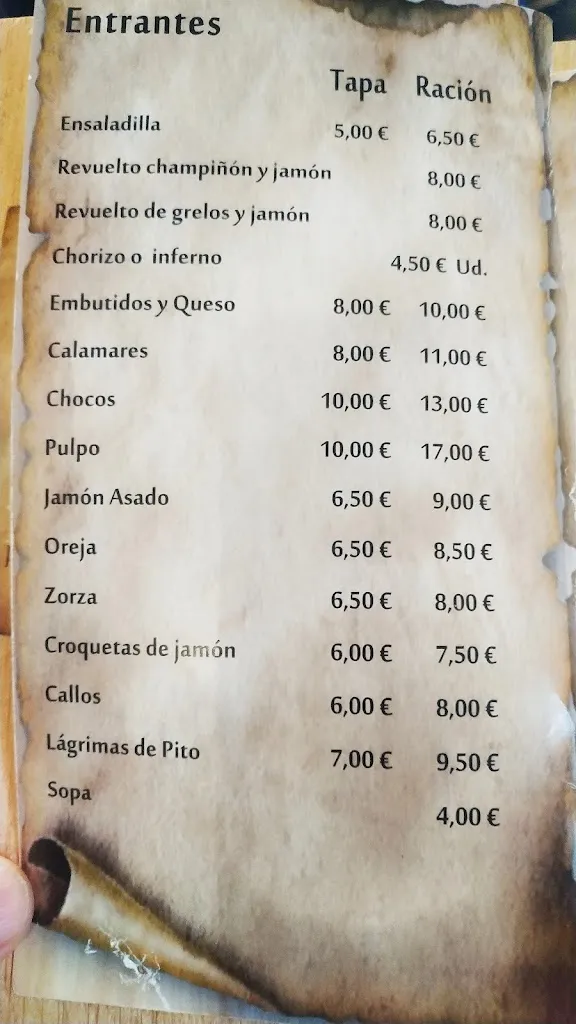 Entrantes
Tapa Ración
Ensaladilla 5,00 € 6,50 €
Revuelto champiñón y jamón 8,00 €
Revuelto de grelos y jamón 8,00 €
Chorizo o inferno 4,50 € Ud.
Embutidos y Queso 8,00 € 10,00 €
Calamares 8,00 € 11,00 €
Chocos 10,00 € 13,00 €
Pulpo 10,00 € 17,00 €
Jamón Asado 6,50 € 9,00 €
Oreja 6,50 € 8,50 €
Zorza 6,50 € 8,00 €
Croquetas de jamón 6,00 € 7,50 €
Callos 6,00 € 8,00 €
Lágrimas de Pito 7,00 € 9,50 €
Sopa 4,00 €